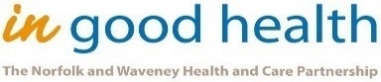 in good health
The Norfolk and Waveney Health and Care Partnership